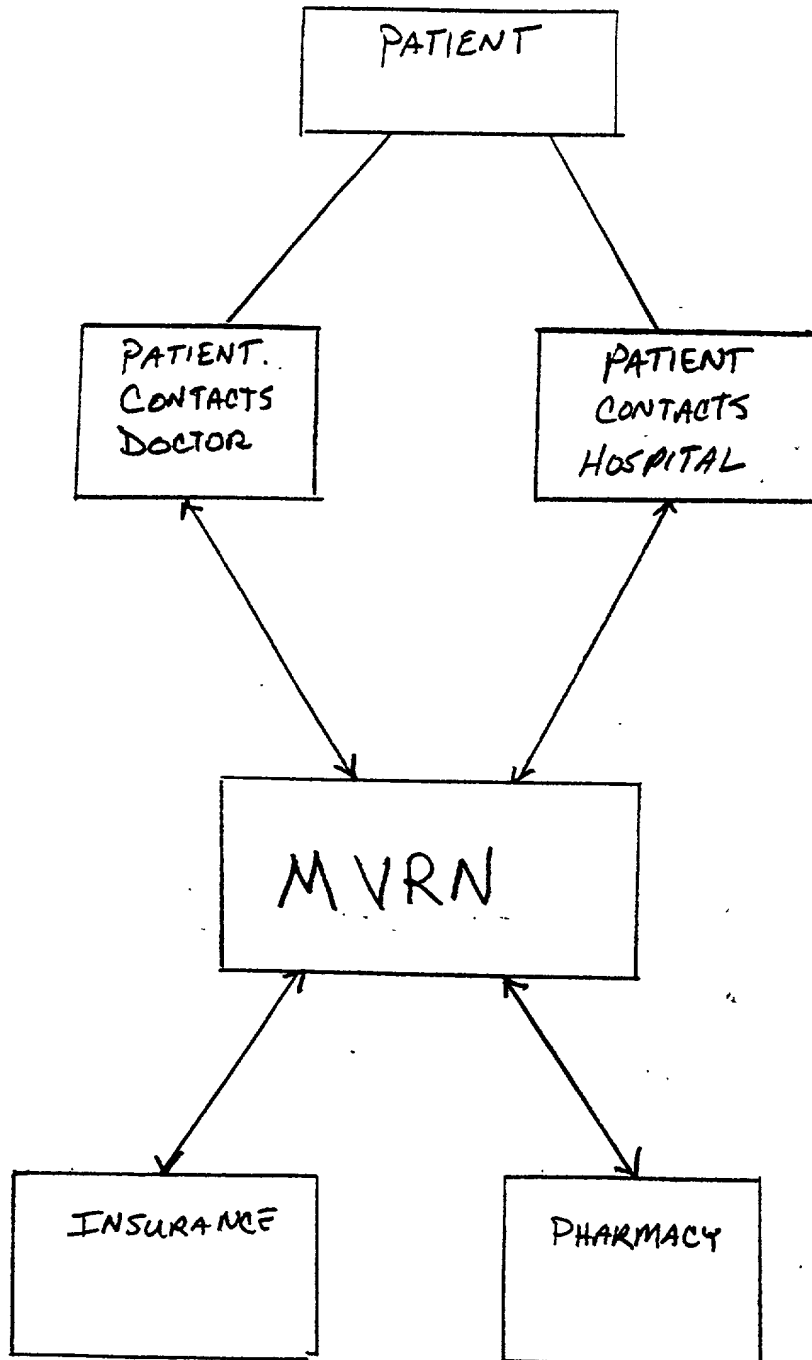 PATIENT
PATIENT.
CONTACTS
DOCTOR
PATIENT
CONTACTS
HOSPITAL
MVRN
INSURANCE
PHARMACY